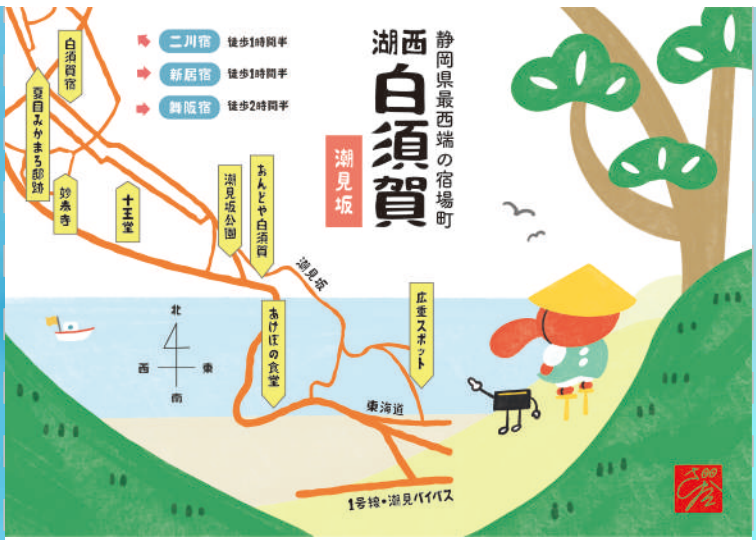 静岡県最西端の宿場町
湖西
白須賀
潮見坂
二川宿 徒歩1時間半
新居宿 徒歩1時間半
舞阪宿 徒歩2時間半
白須賀宿
夏目みかまろ邸跡
妙泰寺
十王堂
潮見坂公園
おんどや白須賀
潮見坂
あけぼの食堂
広重スポット
北
西
東
南
東海道
1号線・潮見バイパス